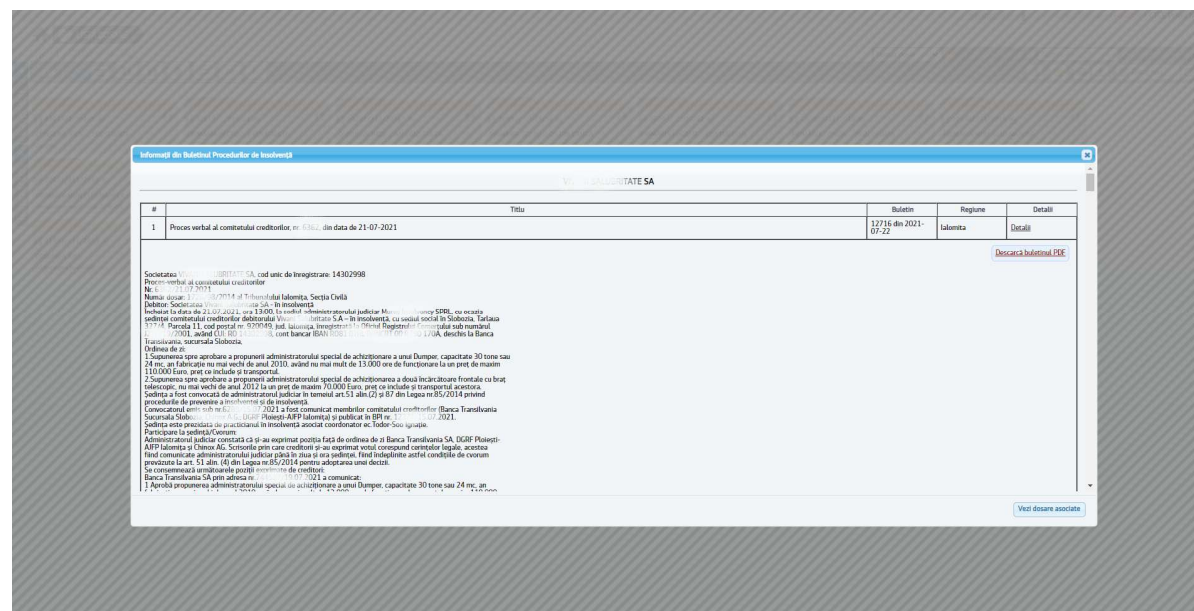 Informații din Buletinul Procedurilor de Insolvență
TATE SA
# Titlu Buletin Regiune Detalii
1 Proces verbal al comitetului creditorilor, nr. din data de 21-07-2021 12716 din 2021-07-22 Ialomita Detalii
Descarcă buletinul PDF
Societatea SA, cod unic de înregistrare: 14302998
Proces-verbal al comitetului creditorilor
Nr. /21.07.2021
Număr dosar: /2014 al Tribunalului Ialomița, Secția Civilă
Debitor: Societatea SA – în insolvență
Încheiat la data de 21.07.2021, ora 13:00, la sediul administratorului judiciar SPRL, cu ocazia
ședinței comitetului creditorilor debitorului S.A – în insolvență, cu sediul social în Slobozia, Tarlaua
Parcela 11, cod poștal nr. 920049, jud. Ialomița, înregistrată la Oficiul Registrului Comerțului sub numărul
/2001, având CUI: RO cont bancar IBAN 170A, deschis la Banca
Transilvania, sucursala Slobozia,
Ordinea de zi:
1.Supunerea spre aprobare a propunerii administratorului special de achiziționare a unui Dumper, capacitate 30 tone sau
24 mc, an fabricație nu mai vechi de anul 2010, având nu mai mult de 13.000 ore de funcționare la un preț de maxim
110.000 Euro, preț ce include și transportul.
2.Supunerea spre aprobare a propunerii administratorului special de achiziționarea a două încărcătoare frontale cu braț
telescopic, nu mai vechi de anul 2012 la un preț de maxim 70.000 Euro, preț ce include și transportul acestora.
Ședința a fost convocată de administratorul judiciar în temeiul art.51 alin.(2) și 87 din Legea nr.85/2014 privind
procedurile de prevenire a insolvenței și de insolvență.
Convocatorul emis sub nr. .07.2021 a fost comunicat membrilor comitetului creditorilor (Banca Transilvania
Sucursala Slobozia, DGRF Ploiești-AJFP Ialomița) și publicat în BPI nr. .07.2021.
Ședința este prezidată de practicianul în insolvență asociat coordonator ec.Todor-Soo Ignație.
Participare la ședință/Cvorum:
Administratorul judiciar constată că și-au exprimat poziția față de ordinea de zi Banca Transilvania SA, DGRF Ploiești-
AJFP Ialomița și Chinox AG. Scrisorile prin care creditorii și-au exprimat votul corespund cerințelor legale, acestea
fiind comunicate administratorului judiciar până în ziua și ora ședinței, fiind îndeplinite astfel condițiile de cvorum
prevăzute la art. 51 alin. (4) din Legea nr.85/2014 pentru adoptarea unei decizii.
Se consemnează următoarele poziții exprimate de creditori:
Banca Transilvania SA prin adresa nr. .07.2021 a comunicat:
1 Aprobă propunerea administratorului special de achiziționare a unui Dumper, capacitate 30 tone sau 24 mc, an
Vezi dosare asociate